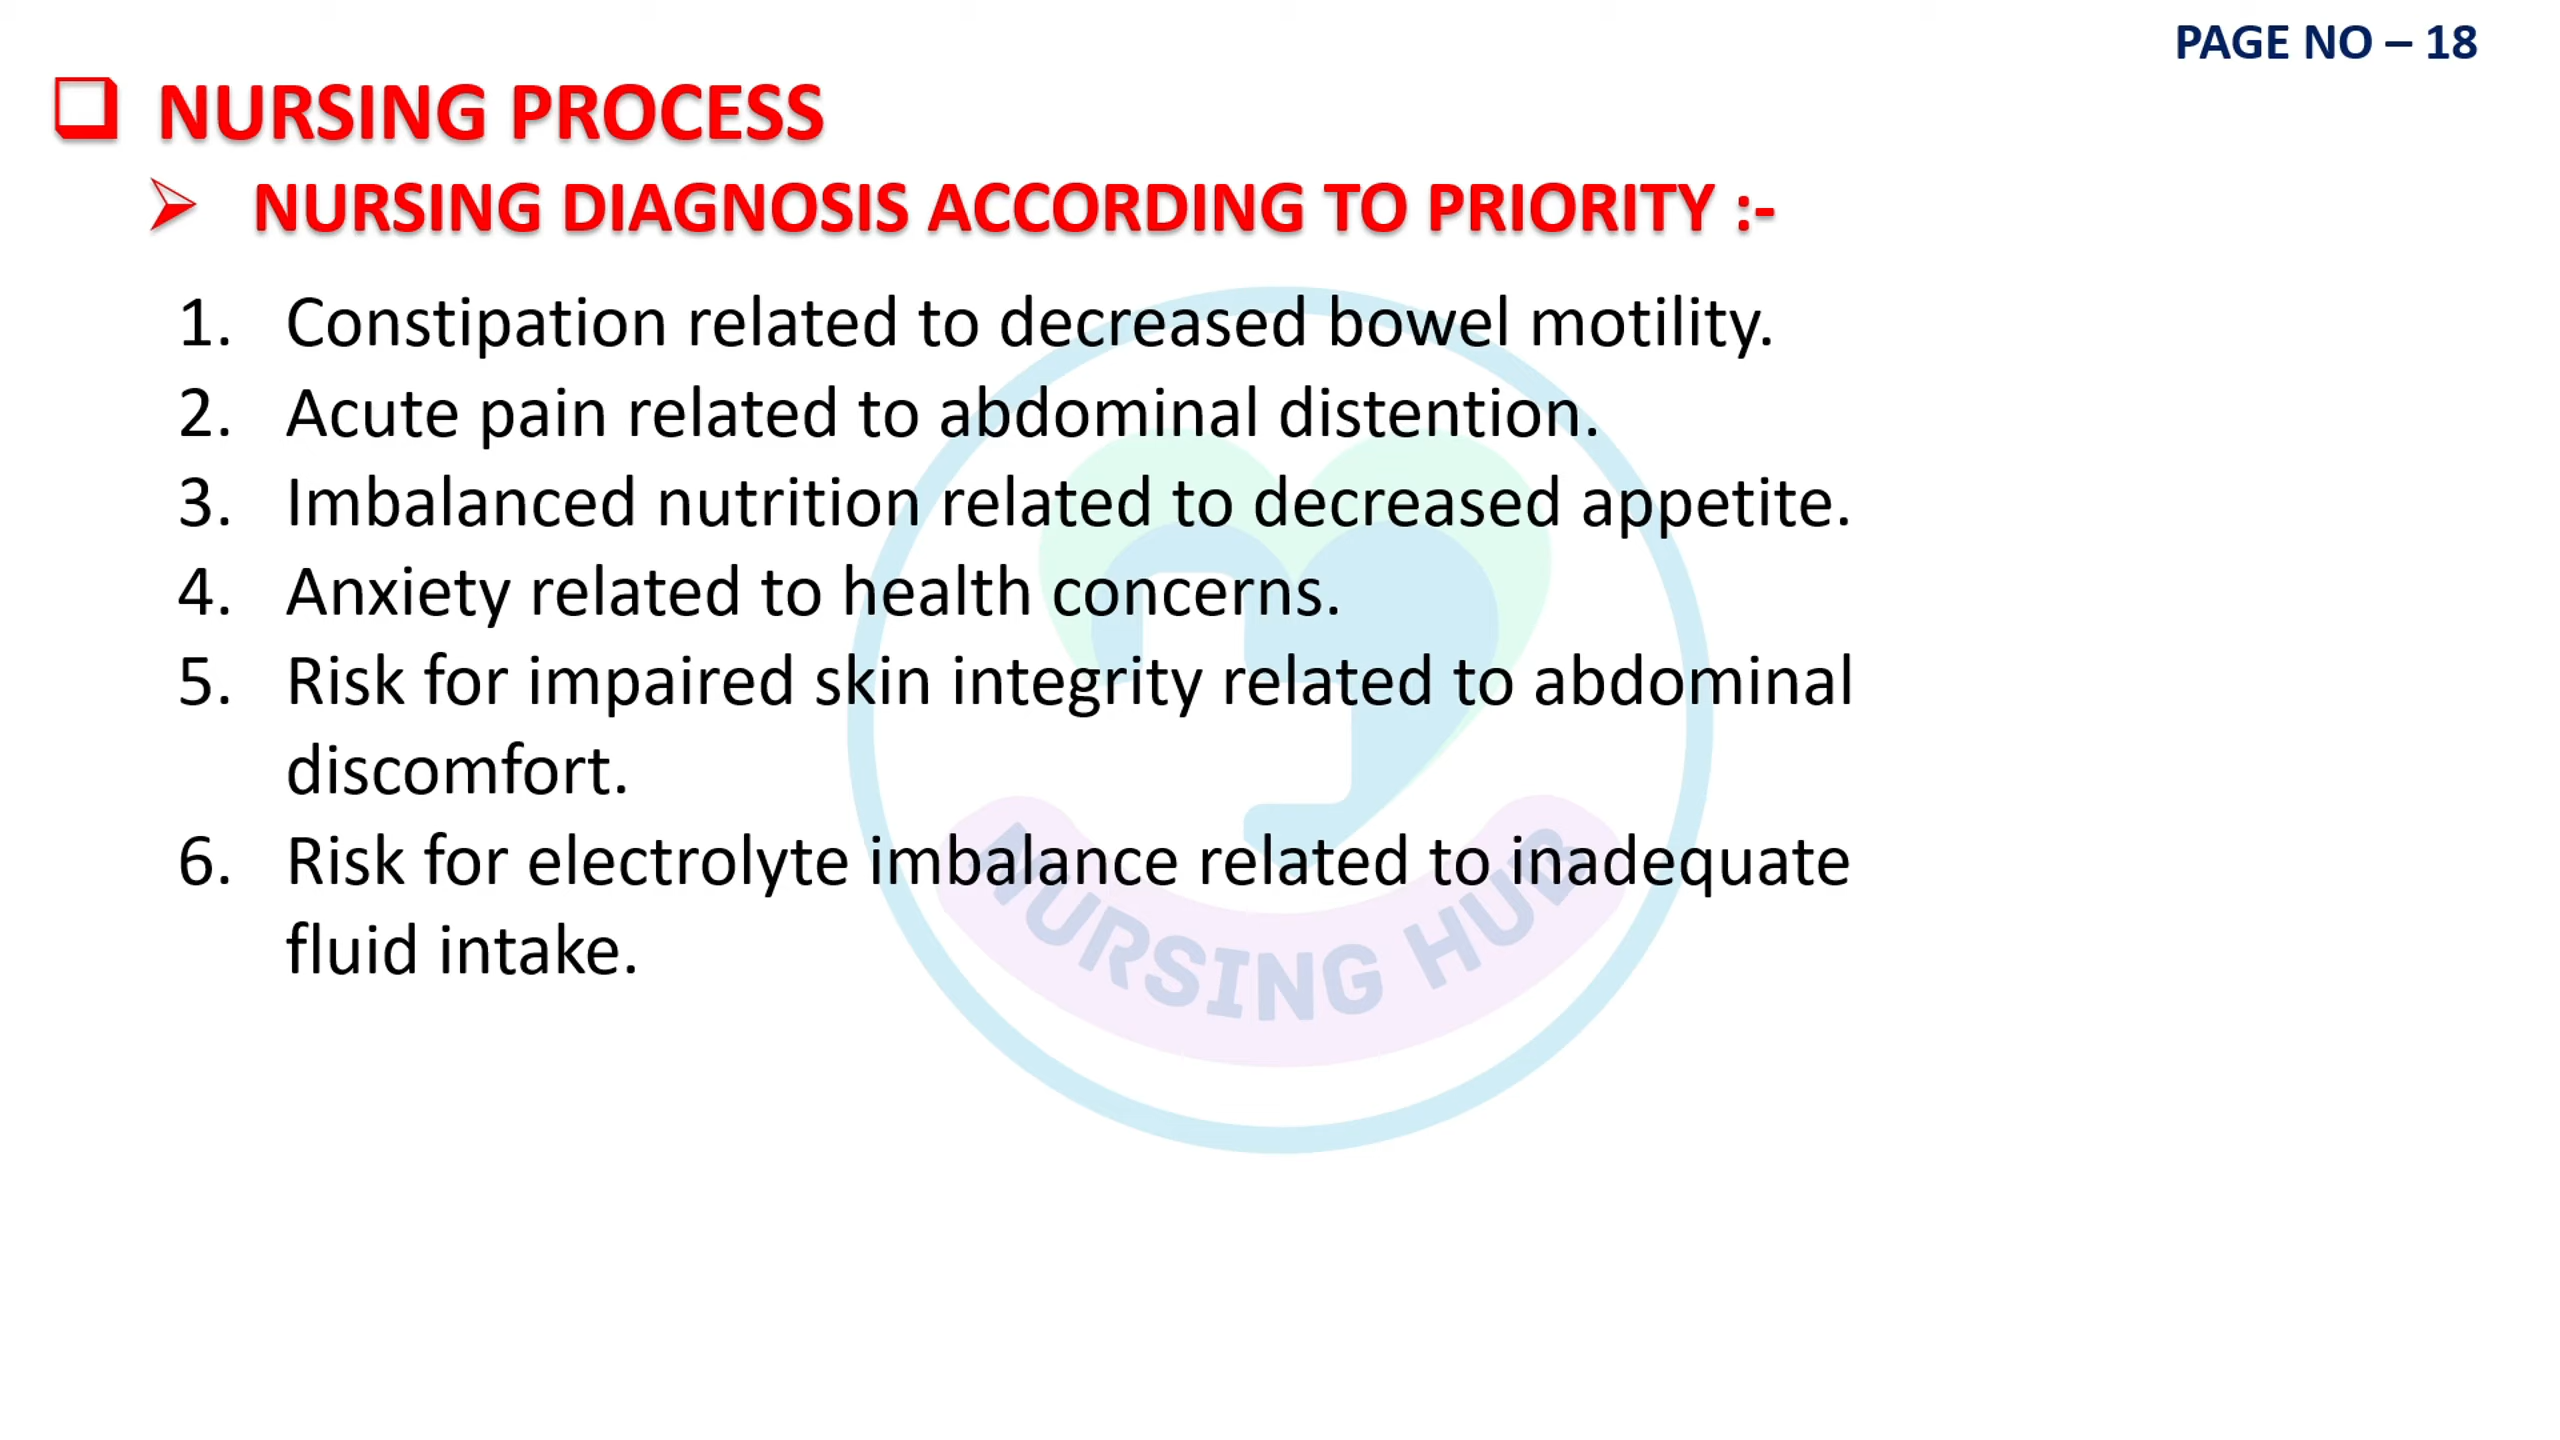 PAGE NO – 18
NURSING PROCESS
NURSING DIAGNOSIS ACCORDING TO PRIORITY :-
1. Constipation related to decreased bowel motility.
2. Acute pain related to abdominal distention.
3. Imbalanced nutrition related to decreased appetite.
4. Anxiety related to health concerns.
5. Risk for impaired skin integrity related to abdominal
discomfort.
6. Risk for electrolyte imbalance related to inadequate
fluid intake.
NURSING HUB